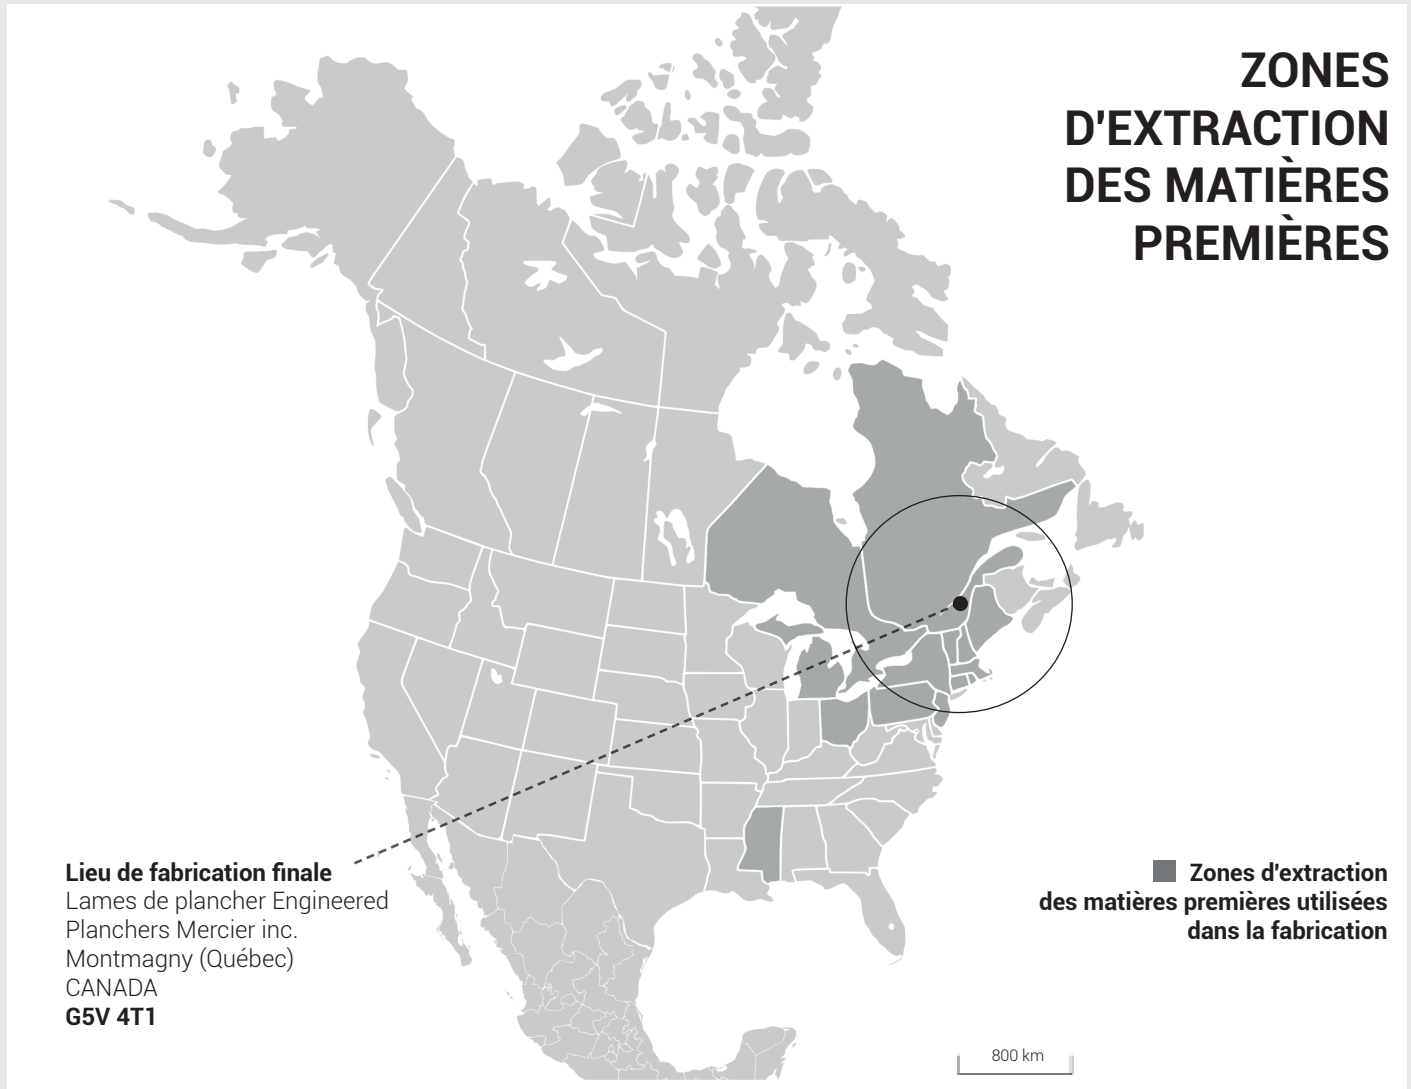 ZONES
D'EXTRACTION
DES MATIÈRES
PREMIÈRES
Lieu de fabrication finale
Lames de plancher Engineered
Planchers Mercier inc.
Montmagny (Québec)
CANADA
G5V 4T1
Zones d'extraction
des matières premières utilisées
dans la fabrication
800 km